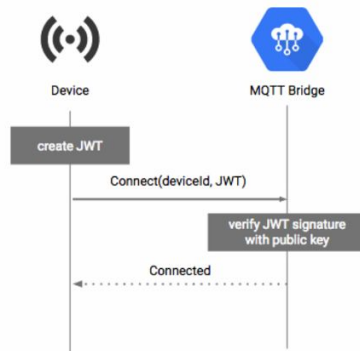 Device
MQTT Bridge
create JWT
Connect(deviceId, JWT)
verify JWT signature
with public key
Connected